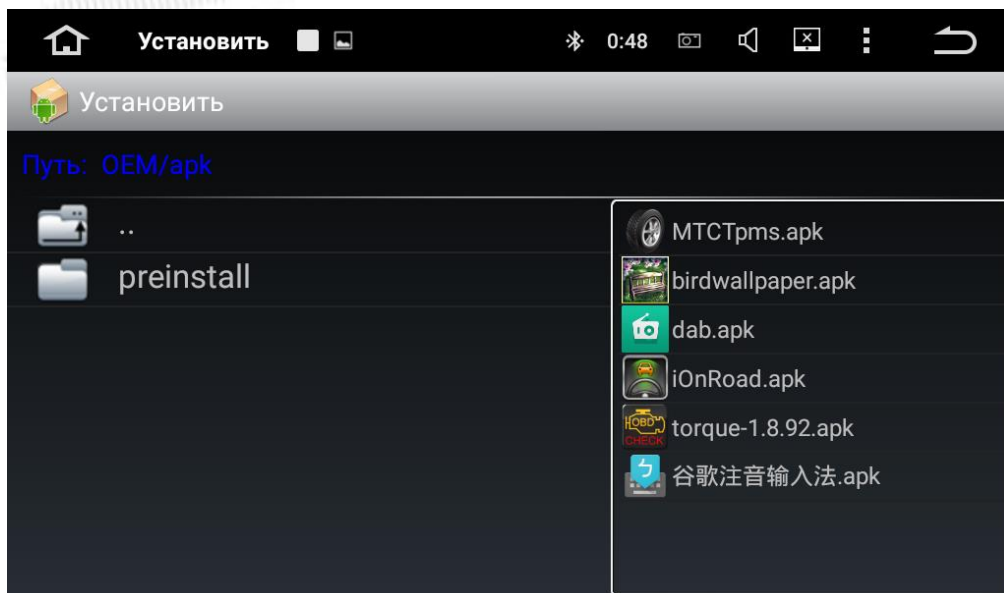 Установить 0:48
Установить
Путь: OEM/apk
..
preinstall
MTCTpms.apk
birdwallpaper.apk
dab.apk
iOnRoad.apk
HOBD
CHECK
torque-1.8.92.apk
ㄅ
谷歌注音输入法.apk